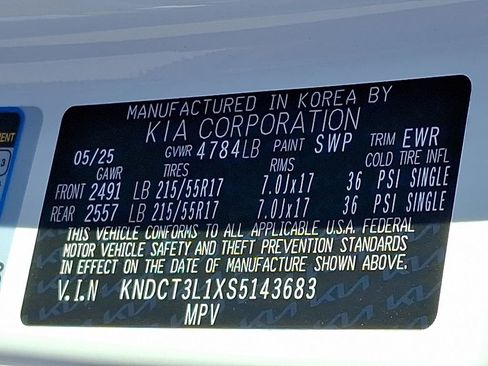 MANUFACTURED IN KOREA BY
KIA CORPORATION
05/25 GVWR 4784LB PAINT SWP TRIM EWR
GAWR TIRES RIMS COLD TIRE INFL
FRONT 2491 LB 215/55R17 7.0Jx17 36 PSI SINGLE
REAR 2557 LB 215/55R17 7.0Jx17 36 PSI SINGLE
THIS VEHICLE CONFORMS TO ALL APPLICABLE U.S.A. FEDERAL
MOTOR VEHICLE SAFETY AND THEFT PREVENTION STANDARDS
IN EFFECT ON THE DATE OF MANUFACTURE SHOWN ABOVE.
V.I.N KNDCT3L1XS5143683
MPV